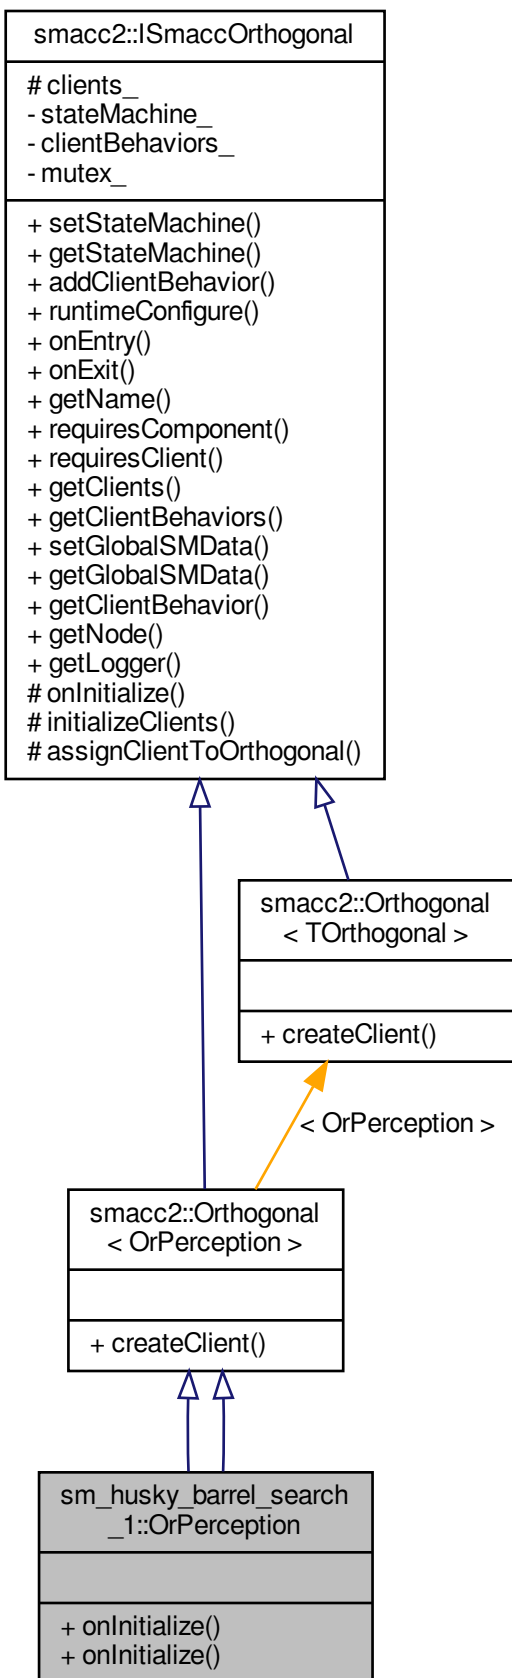 smacc2::ISmaccOrthogonal
# clients_
- stateMachine_
- clientBehaviors_
- mutex_
+ setStateMachine()
+ getStateMachine()
+ addClientBehavior()
+ runtimeConfigure()
+ onEntry()
+ onExit()
+ getName()
+ requiresComponent()
+ requiresClient()
+ getClients()
+ getClientBehaviors()
+ setGlobalSMData()
+ getGlobalSMData()
+ getClientBehavior()
+ getNode()
+ getLogger()
# onInitialize()
# initializeClients()
# assignClientToOrthogonal()
smacc2::Orthogonal
< TOrthogonal >
+ createClient()
< OrPerception >
smacc2::Orthogonal
< OrPerception >
+ createClient()
sm_husky_barrel_search
_1::OrPerception
+ onInitialize()
+ onInitialize()